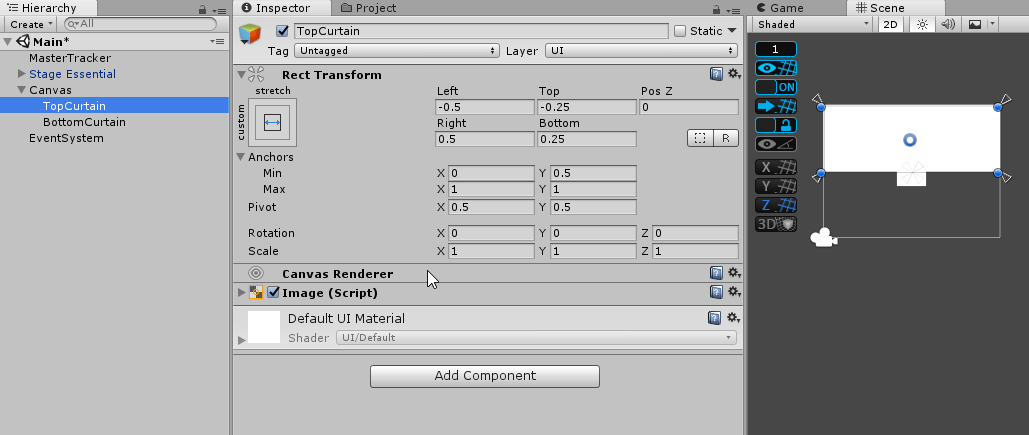 Hierarchy
Create
All
Main*
MasterTracker
Stage Essential
Canvas
TopCurtain
BottomCurtain
EventSystem
Inspector
Project
TopCurtain
Static
Tag
Untagged
Layer
UI
Rect Transform
stretch
custom
Left
Top
Pos Z
-0.5
-0.25
0
Right
Bottom
0.5
0.25
R
Anchors
Min
X 0
Y 0.5
Max
X 1
Y 1
Pivot
X 0.5
Y 0.5
Rotation
X 0
Y 0
Z 0
Scale
X 1
Y 1
Z 1
Canvas Renderer
Image (Script)
Default UI Material
Shader
UI/Default
Add Component
Game
Scene
Shaded
2D
1
ON
X
Y
Z
3D